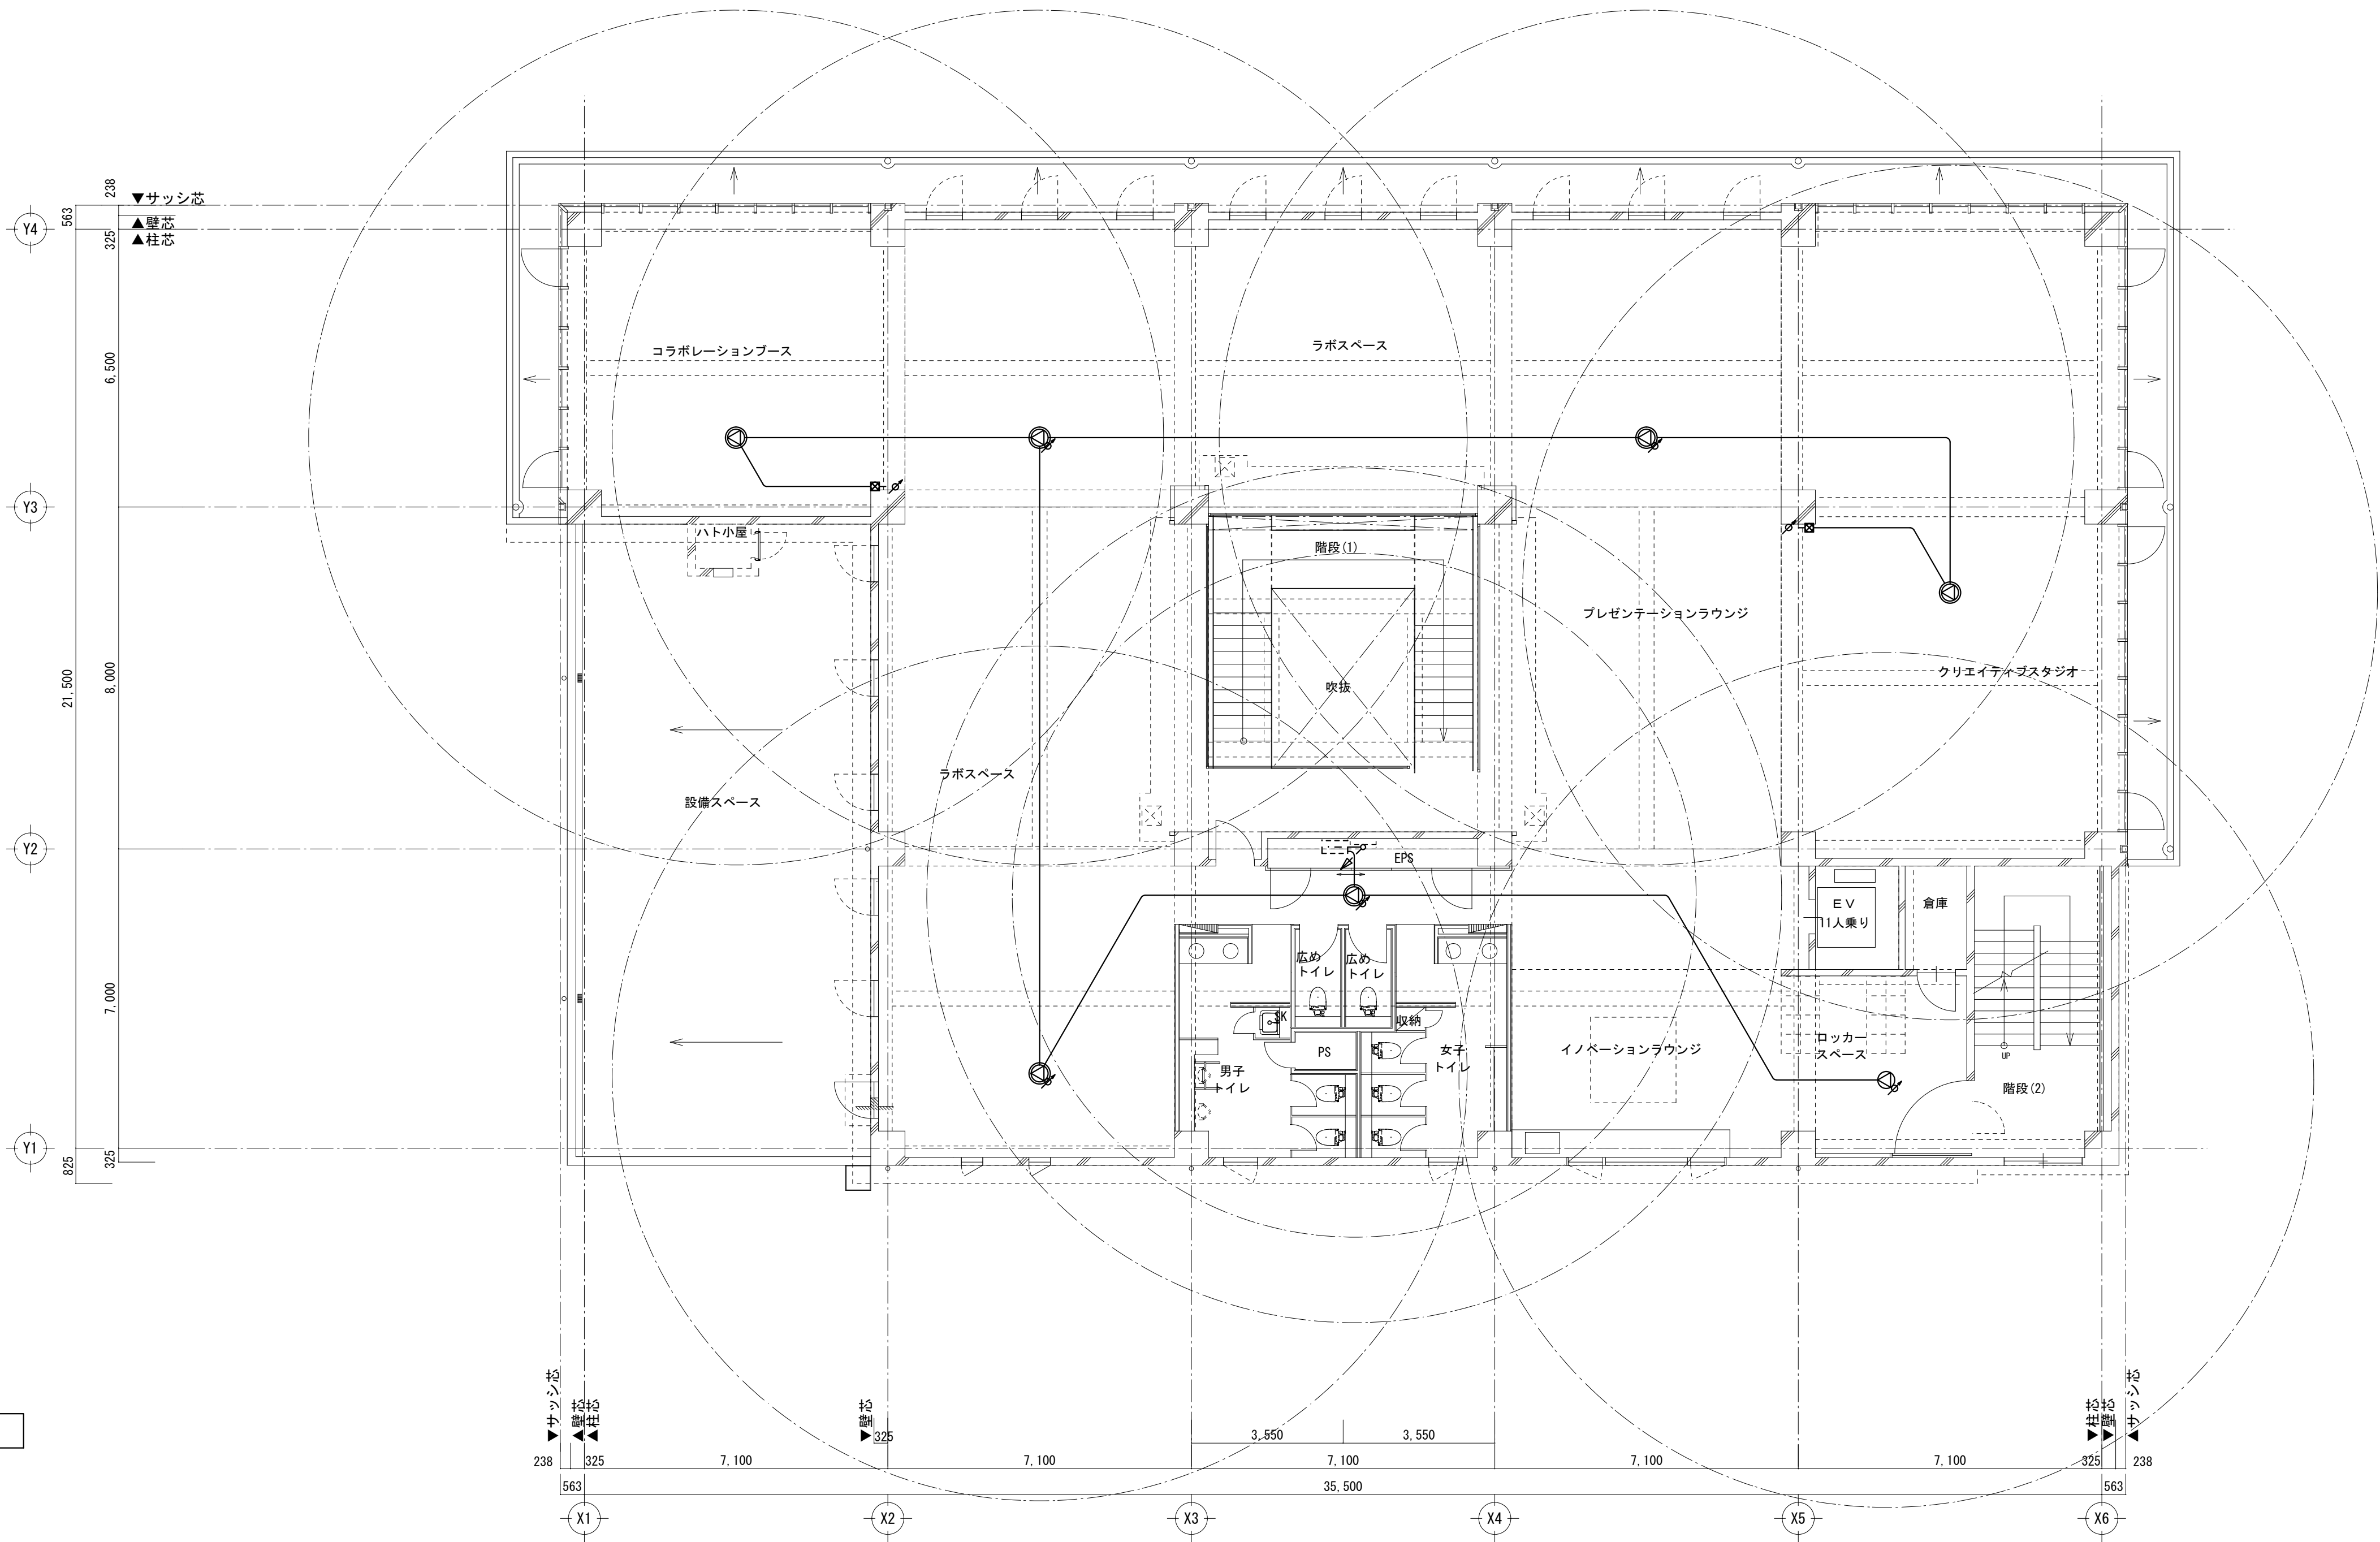 238
▼サッシ芯
563
Y4
▲壁芯
325
▲柱芯
コラボレーションブース
ラボスペース
6,500
Y3
ハト小屋
階段(1)
プレゼンテーションラウンジ
21,500
8,000
クリエイティブスタジオ
吹抜
ラボスペース
設備スペース
Y2
EPS
EV
11人乗り
倉庫
広め
トイレ
広め
トイレ
7,000
SK
収納
PS
女子
トイレ
男子
トイレ
イノベーションラウンジ
ロッカー
スペース
UP
階段(2)
Y1
825
325
▼サッシ芯
▲壁芯
▲柱芯
▼壁芯
325
3,550
3,550
▼柱芯
▼壁芯
▲サッシ芯
238
325
7,100
7,100
7,100
7,100
7,100
325
238
563
35,500
563
X1
X2
X3
X4
X5
X6